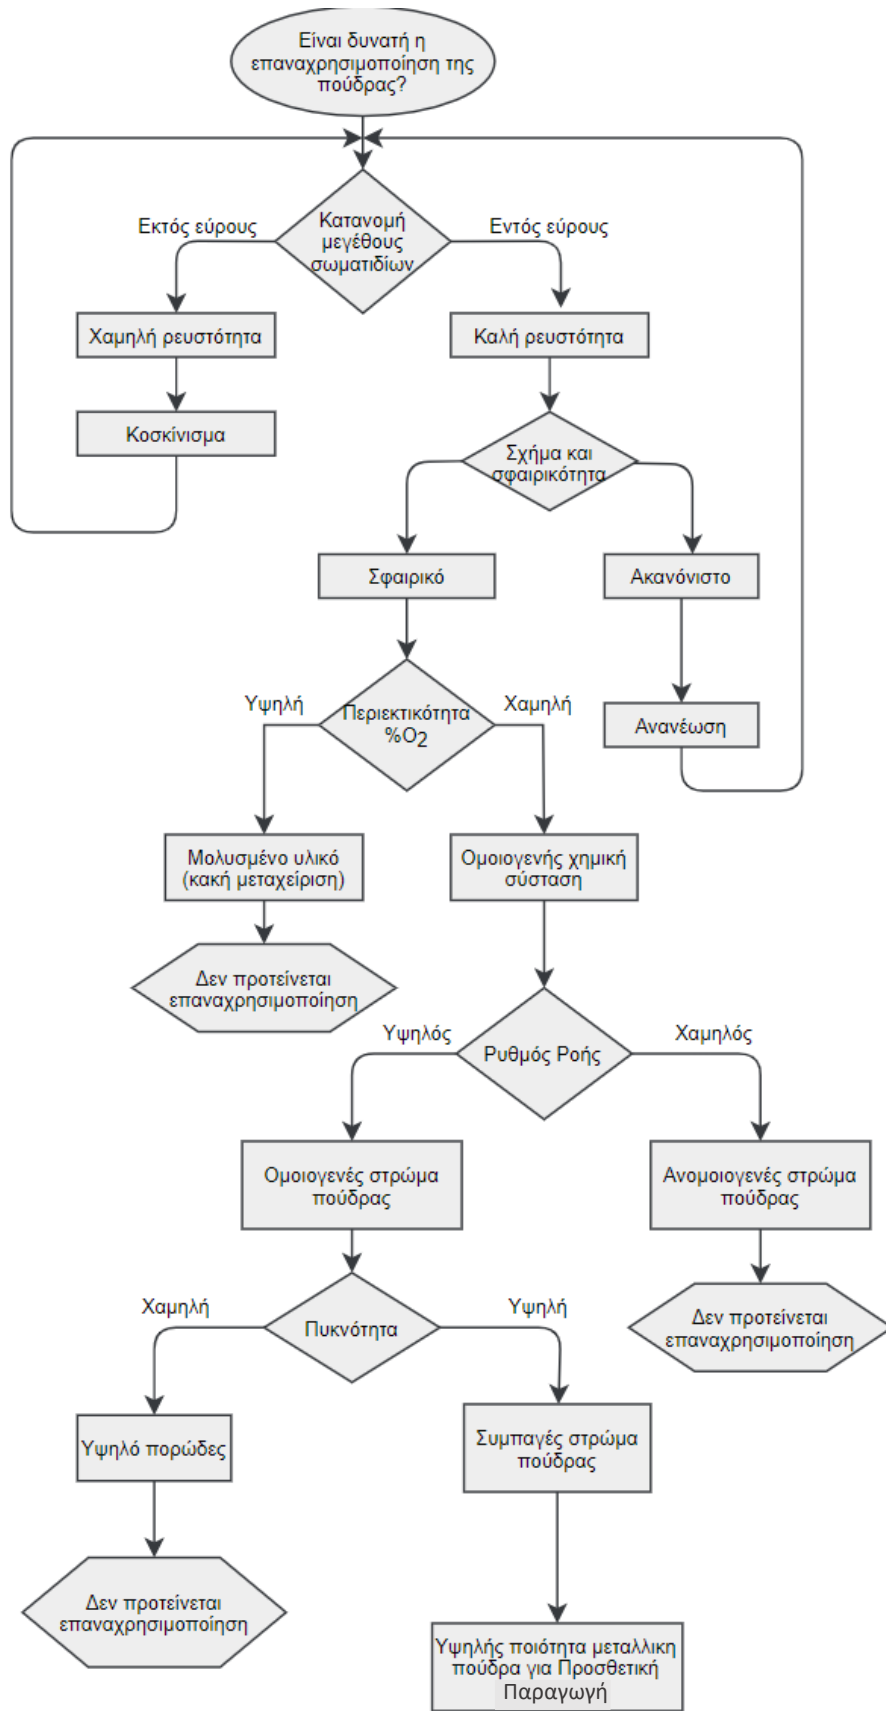 Είναι δυνατή η
επαναχρησιμοποίηση της
πούδρας?
Κατανομή
μεγέθους
σωματιδίων
Εκτός εύρους
Εντός εύρους
Χαμηλή ρευστότητα
Καλή ρευστότητα
Κοσκίνισμα
Σχήμα και
σφαιρικότητα
Σφαιρικό
Ακανόνιστο
Υψηλή
Περιεκτικότητα
%O2
Χαμηλή
Ανανέωση
Μολυσμένο υλικό
(κακή μεταχείριση)
Ομοιογενής χημική
σύσταση
Δεν προτείνεται
επαναχρησιμοποίηση
Υψηλός
Ρυθμός Ροής
Χαμηλός
Ομοιογενές στρώμα
πούδρας
Ανομοιογενές στρώμα
πούδρας
Χαμηλή
Πυκνότητα
Υψηλή
Δεν προτείνεται
επαναχρησιμοποίηση
Υψηλό πορώδες
Συμπαγές στρώμα
πούδρας
Δεν προτείνεται
επαναχρησιμοποίηση
Υψηλής ποιότητα μεταλλικη
πούδρα για Προσθετική
Παραγωγή